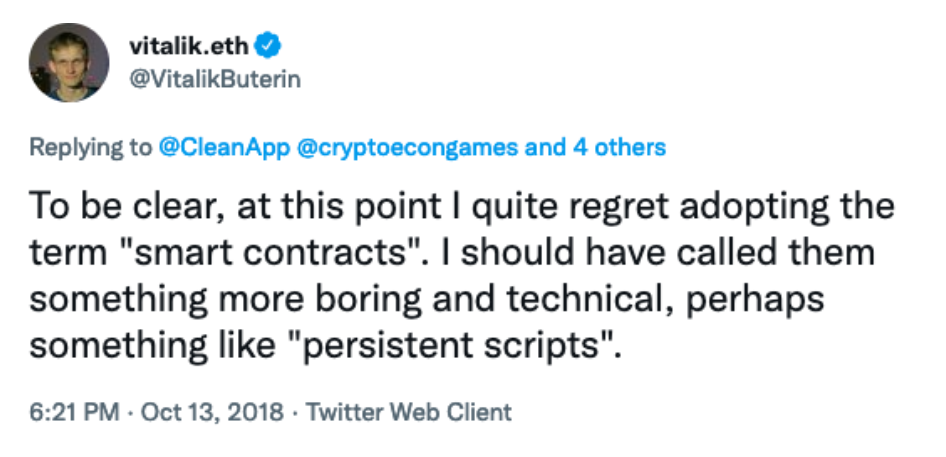 vitalik.eth
@VitalikButerin
Replying to @CleanApp @cryptoecongames and 4 others
To be clear, at this point I quite regret adopting the
term "smart contracts". I should have called them
something more boring and technical, perhaps
something like "persistent scripts".
6:21 PM · Oct 13, 2018 · Twitter Web Client